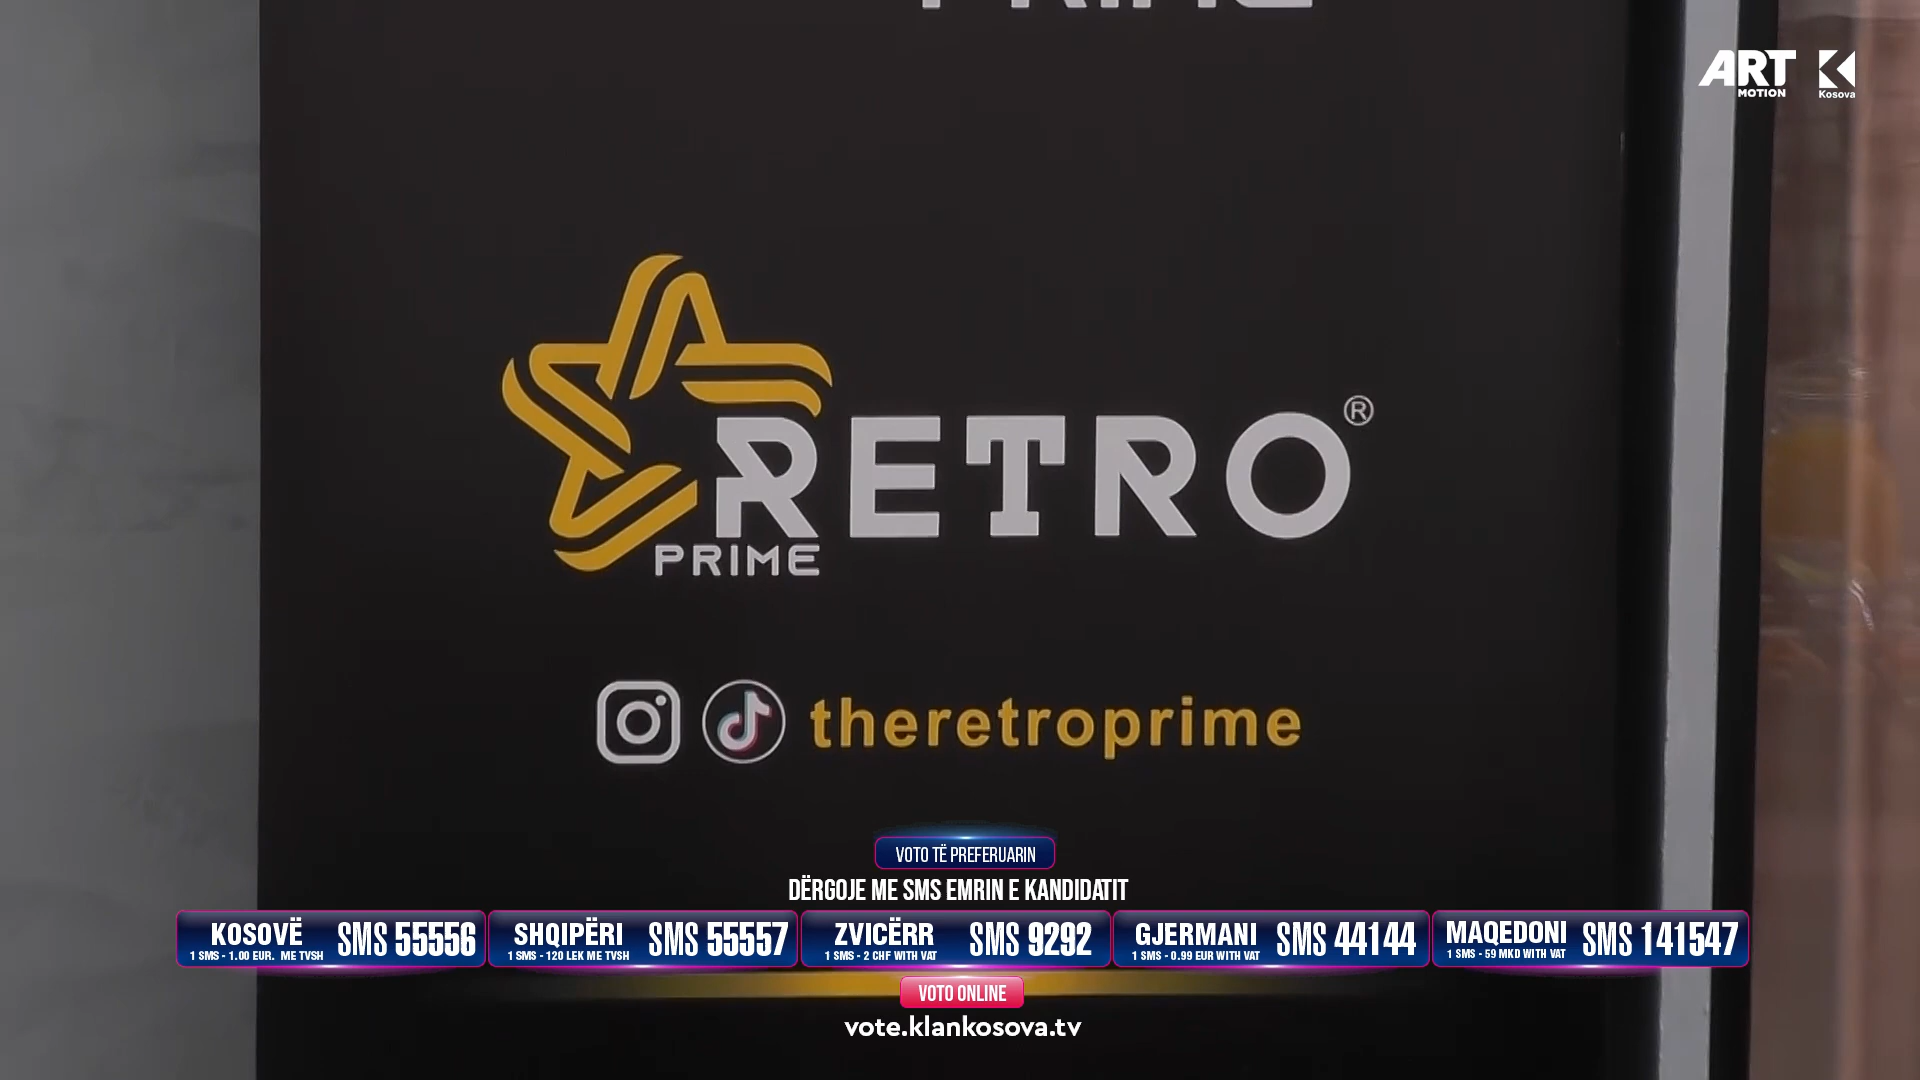 PRIME
ART
MOTION
Kosova
RETRO®
PRIME
theretroprime
VOTO TË PREFERUARIN
DËRGOJE ME SMS EMRIN E KANDIDATIT
KOSOVË SMS 55556
1 SMS - 1.00 EUR. ME TVSH
SHQIPËRI SMS 55557
1 SMS - 120 LEK ME TVSH
ZVICËRR SMS 9292
1 SMS - 2 CHF WITH VAT
GJERMANI SMS 44144
1 SMS - 0.99 EUR WITH VAT
MAQEDONI SMS 141547
1 SMS - 59 MKD WITH VAT
VOTO ONLINE
vote.klankosova.tv